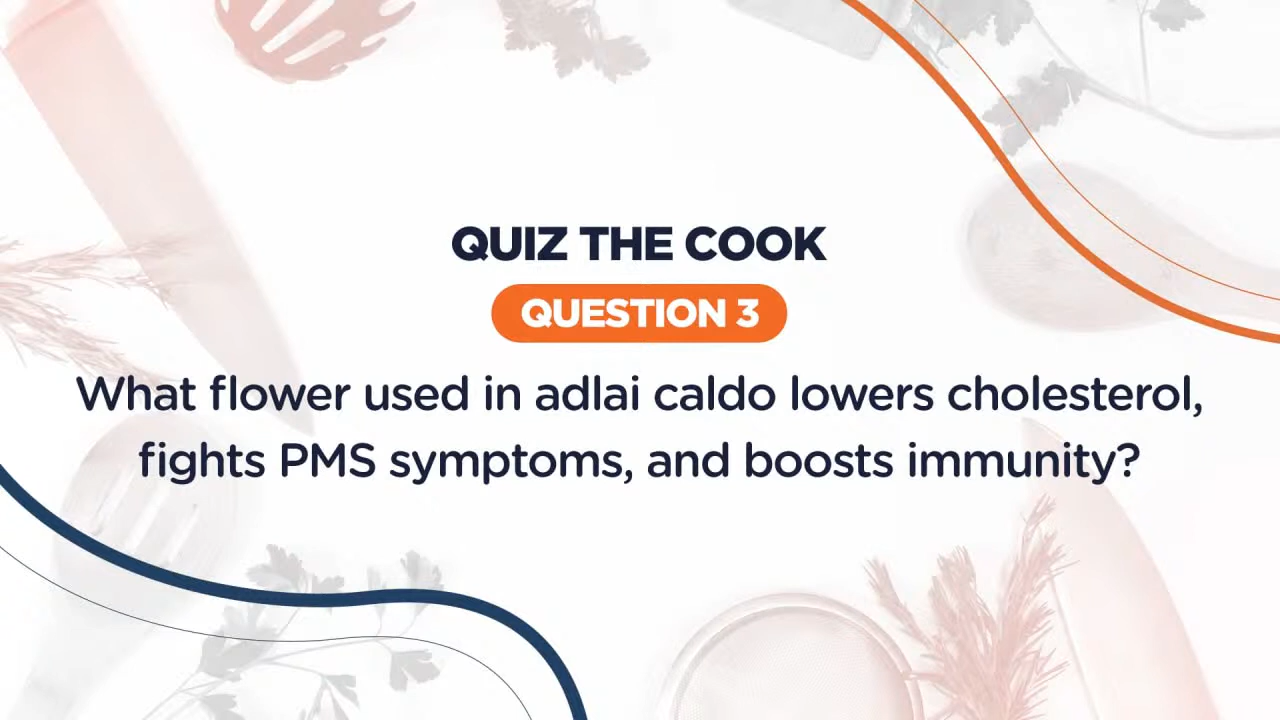 QUIZ THE COOK
QUESTION 3
What flower used in adlai caldo lowers cholesterol,
fights PMS symptoms, and boosts immunity?